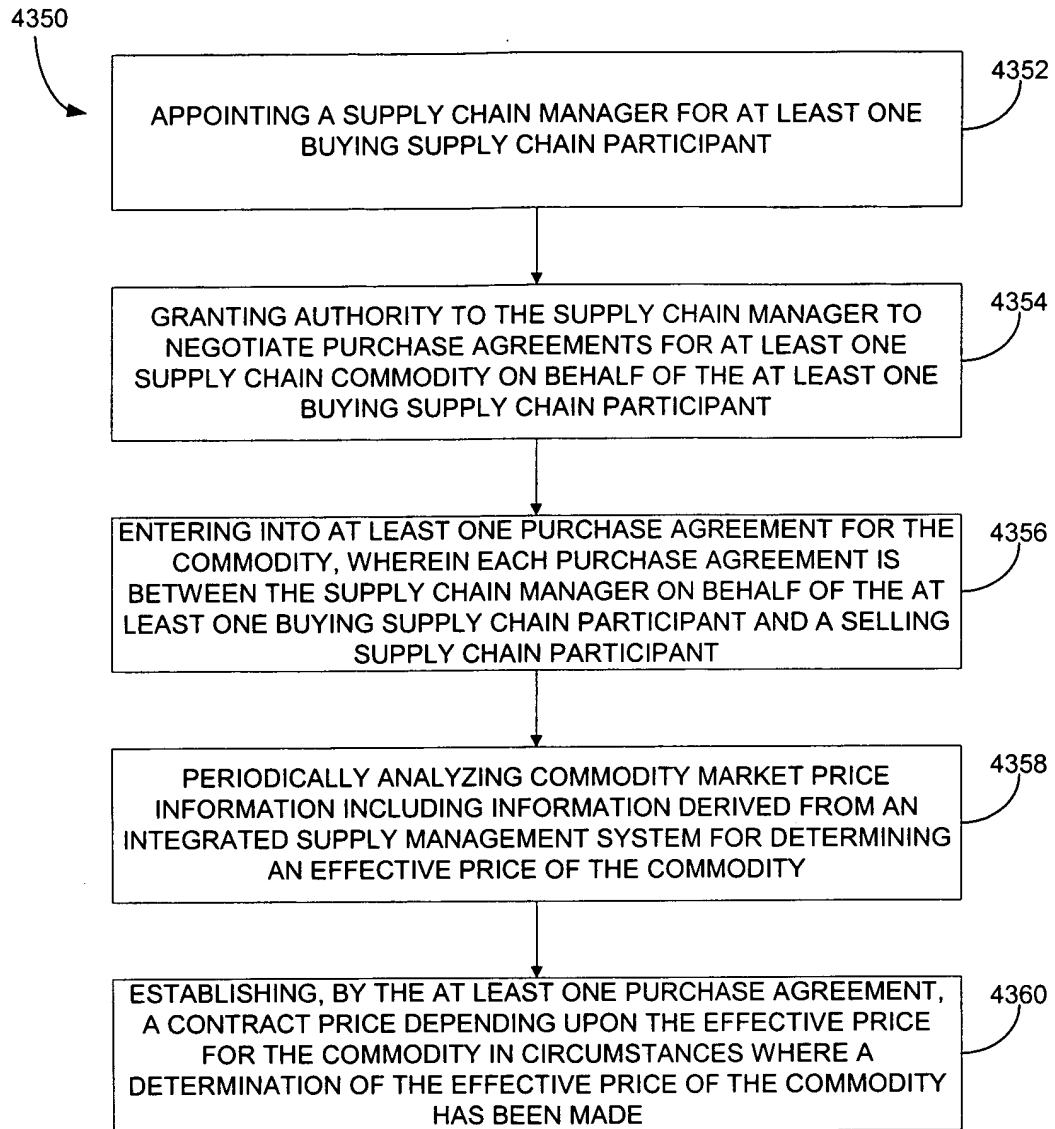 4350
4352
APPOINTING A SUPPLY CHAIN MANAGER FOR AT LEAST ONE
BUYING SUPPLY CHAIN PARTICIPANT
4354
GRANTING AUTHORITY TO THE SUPPLY CHAIN MANAGER TO
NEGOTIATE PURCHASE AGREEMENTS FOR AT LEAST ONE
SUPPLY CHAIN COMMODITY ON BEHALF OF THE AT LEAST ONE
BUYING SUPPLY CHAIN PARTICIPANT
4356
ENTERING INTO AT LEAST ONE PURCHASE AGREEMENT FOR THE
COMMODITY, WHEREIN EACH PURCHASE AGREEMENT IS
BETWEEN THE SUPPLY CHAIN MANAGER ON BEHALF OF THE AT
LEAST ONE BUYING SUPPLY CHAIN PARTICIPANT AND A SELLING
SUPPLY CHAIN PARTICIPANT
4358
PERIODICALLY ANALYZING COMMODITY MARKET PRICE
INFORMATION INCLUDING INFORMATION DERIVED FROM AN
INTEGRATED SUPPLY MANAGEMENT SYSTEM FOR DETERMINING
AN EFFECTIVE PRICE OF THE COMMODITY
4360
ESTABLISHING, BY THE AT LEAST ONE PURCHASE AGREEMENT,
A CONTRACT PRICE DEPENDING UPON THE EFFECTIVE PRICE
FOR THE COMMODITY IN CIRCUMSTANCES WHERE A
DETERMINATION OF THE EFFECTIVE PRICE OF THE COMMODITY
HAS BEEN MADE